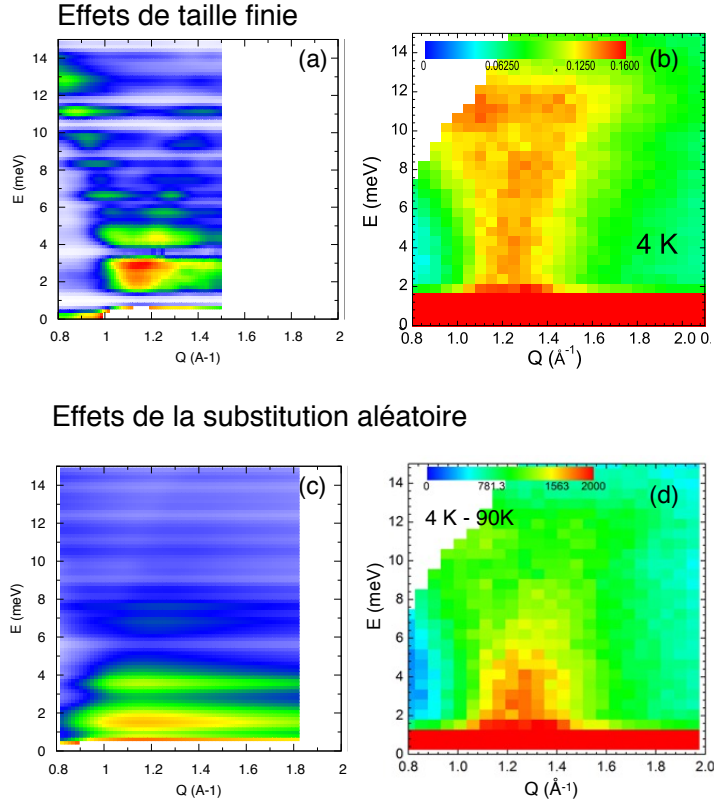 Effets de taille finie
(a)
14
12
10
8
6
4
2
0
E (meV)
0.8 1 1.2 1.4 1.6 1.8 2
Q (A-1)
(b)
0 0.06250 0.1250 0.1600
14
12
10
8
6
4
2
0
E (meV)
4 K
0.8 1.0 1.2 1.4 1.6 1.8 2.0 0.
Q (Å-1)
Effets de la substitution aléatoire
(c)
14
12
10
8
6
4
2
0
E (meV)
0.8 1 1.2 1.4 1.6 1.8 2
Q (A-1)
(d)
0 781.3 1563 2000
4 K - 90K
14
12
10
8
6
4
2
0
E (meV)
0.8 1.0 1.2 1.4 1.6 1.8 2.0
Q (Å-1)